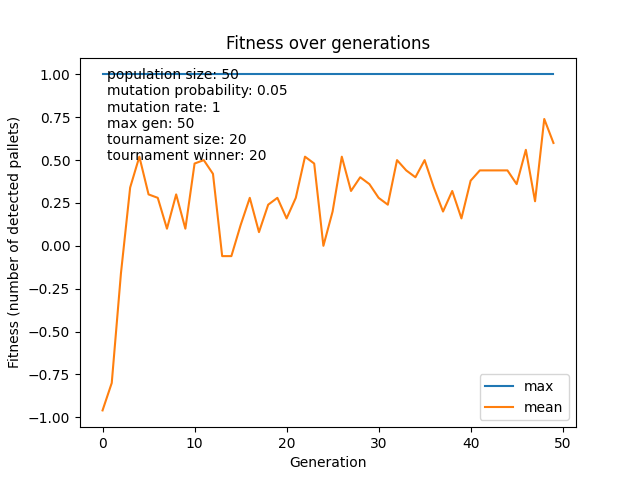 Fitness over generations
1.00
0.75
0.50
0.25
0.00
−0.25
−0.50
−0.75
−1.00
Fitness (number of detected pallets)
population size: 50
mutation probability: 0.05
mutation rate: 1
max gen: 50
tournament size: 20
tournament winner: 20
max
mean
0 10 20 30 40 50
Generation